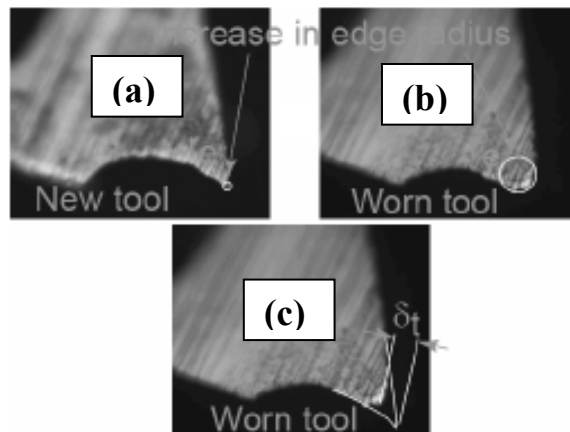 Increase in edge radius
(a)
(b)
New tool
Worn tool
(c)
δt
Worn tool